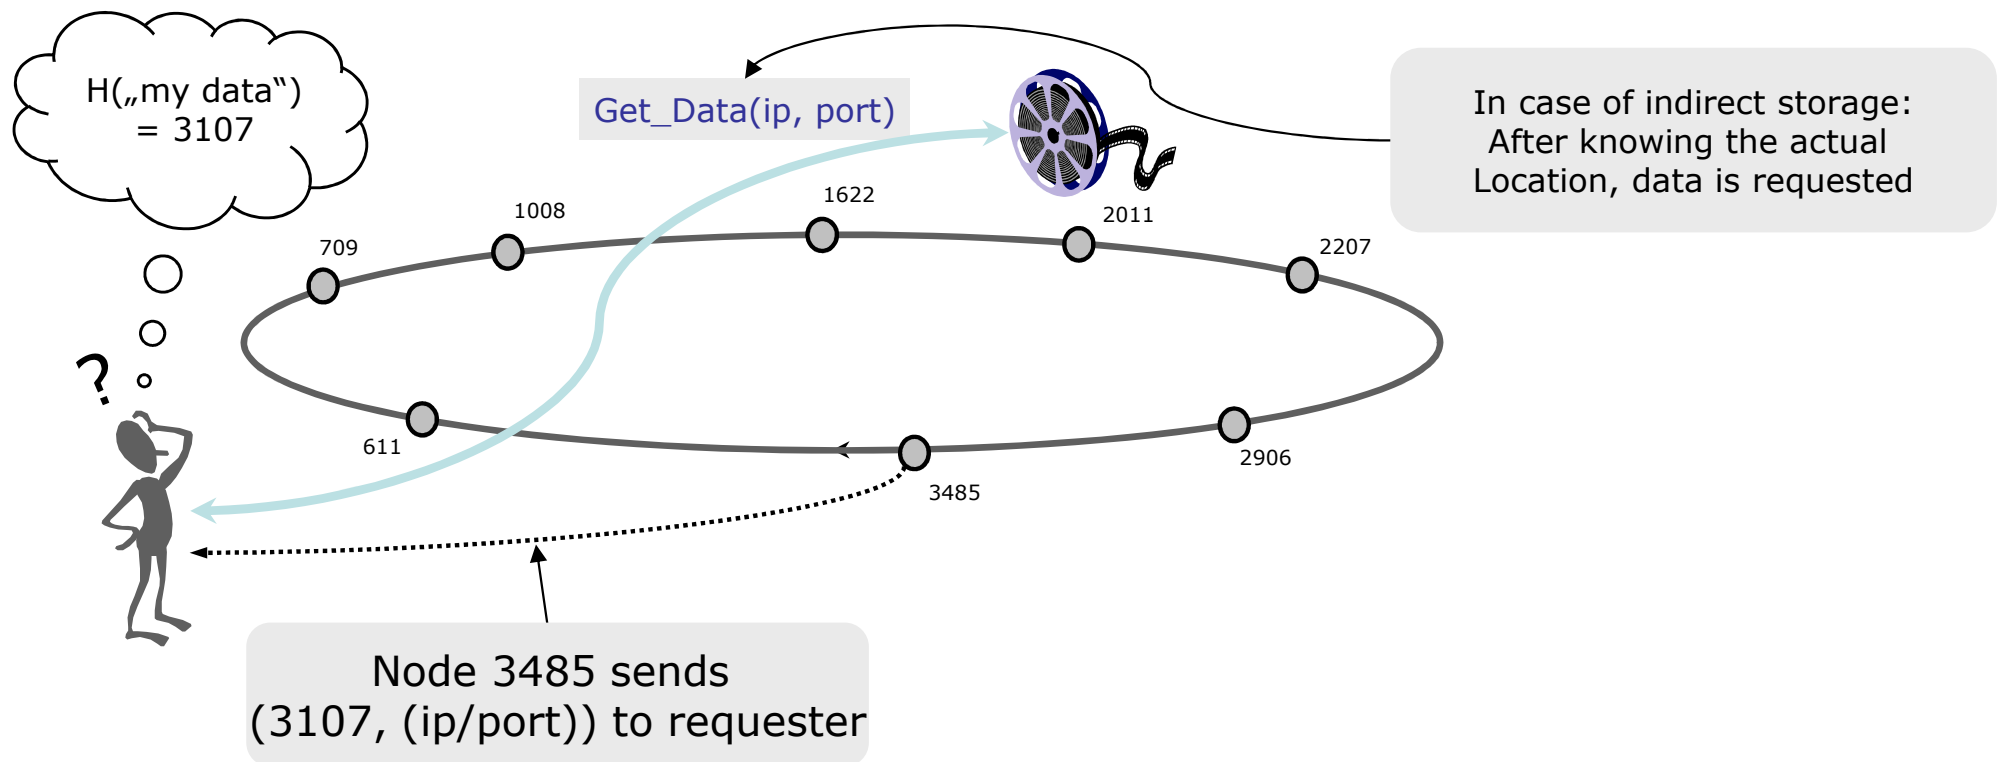 H(„my data“)
= 3107
Get_Data(ip, port)
In case of indirect storage:
After knowing the actual
Location, data is requested
709
1008
1622
2011
2207
?
611
3485
2906
Node 3485 sends
(3107, (ip/port)) to requester